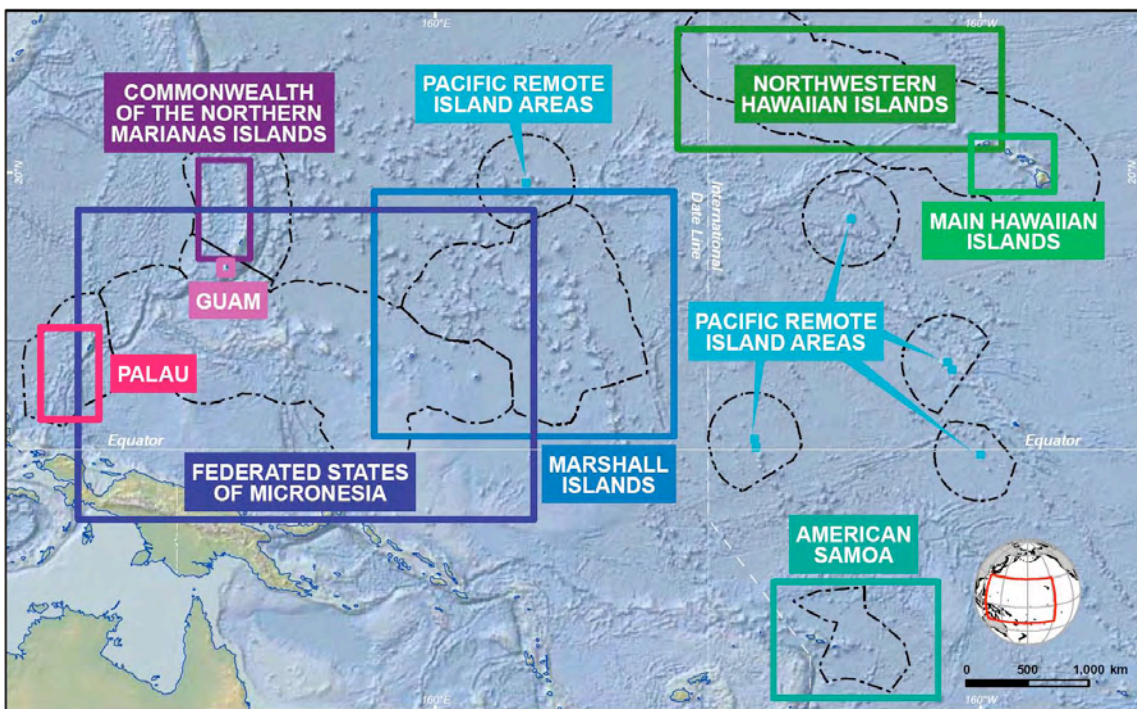 160°E
160°W
COMMONWEALTH
OF THE NORTHERN
MARIANAS ISLANDS
PACIFIC REMOTE
ISLAND AREAS
NORTHWESTERN
HAWAIIAN ISLANDS
20°N
20°N
International
Date Line
MAIN HAWAIIAN
ISLANDS
GUAM
PACIFIC REMOTE
ISLAND AREAS
PALAU
Equator
Equator
FEDERATED STATES
OF MICRONESIA
MARSHALL
ISLANDS
AMERICAN
SAMOA
0 500 1,000 km
160°E
160°W